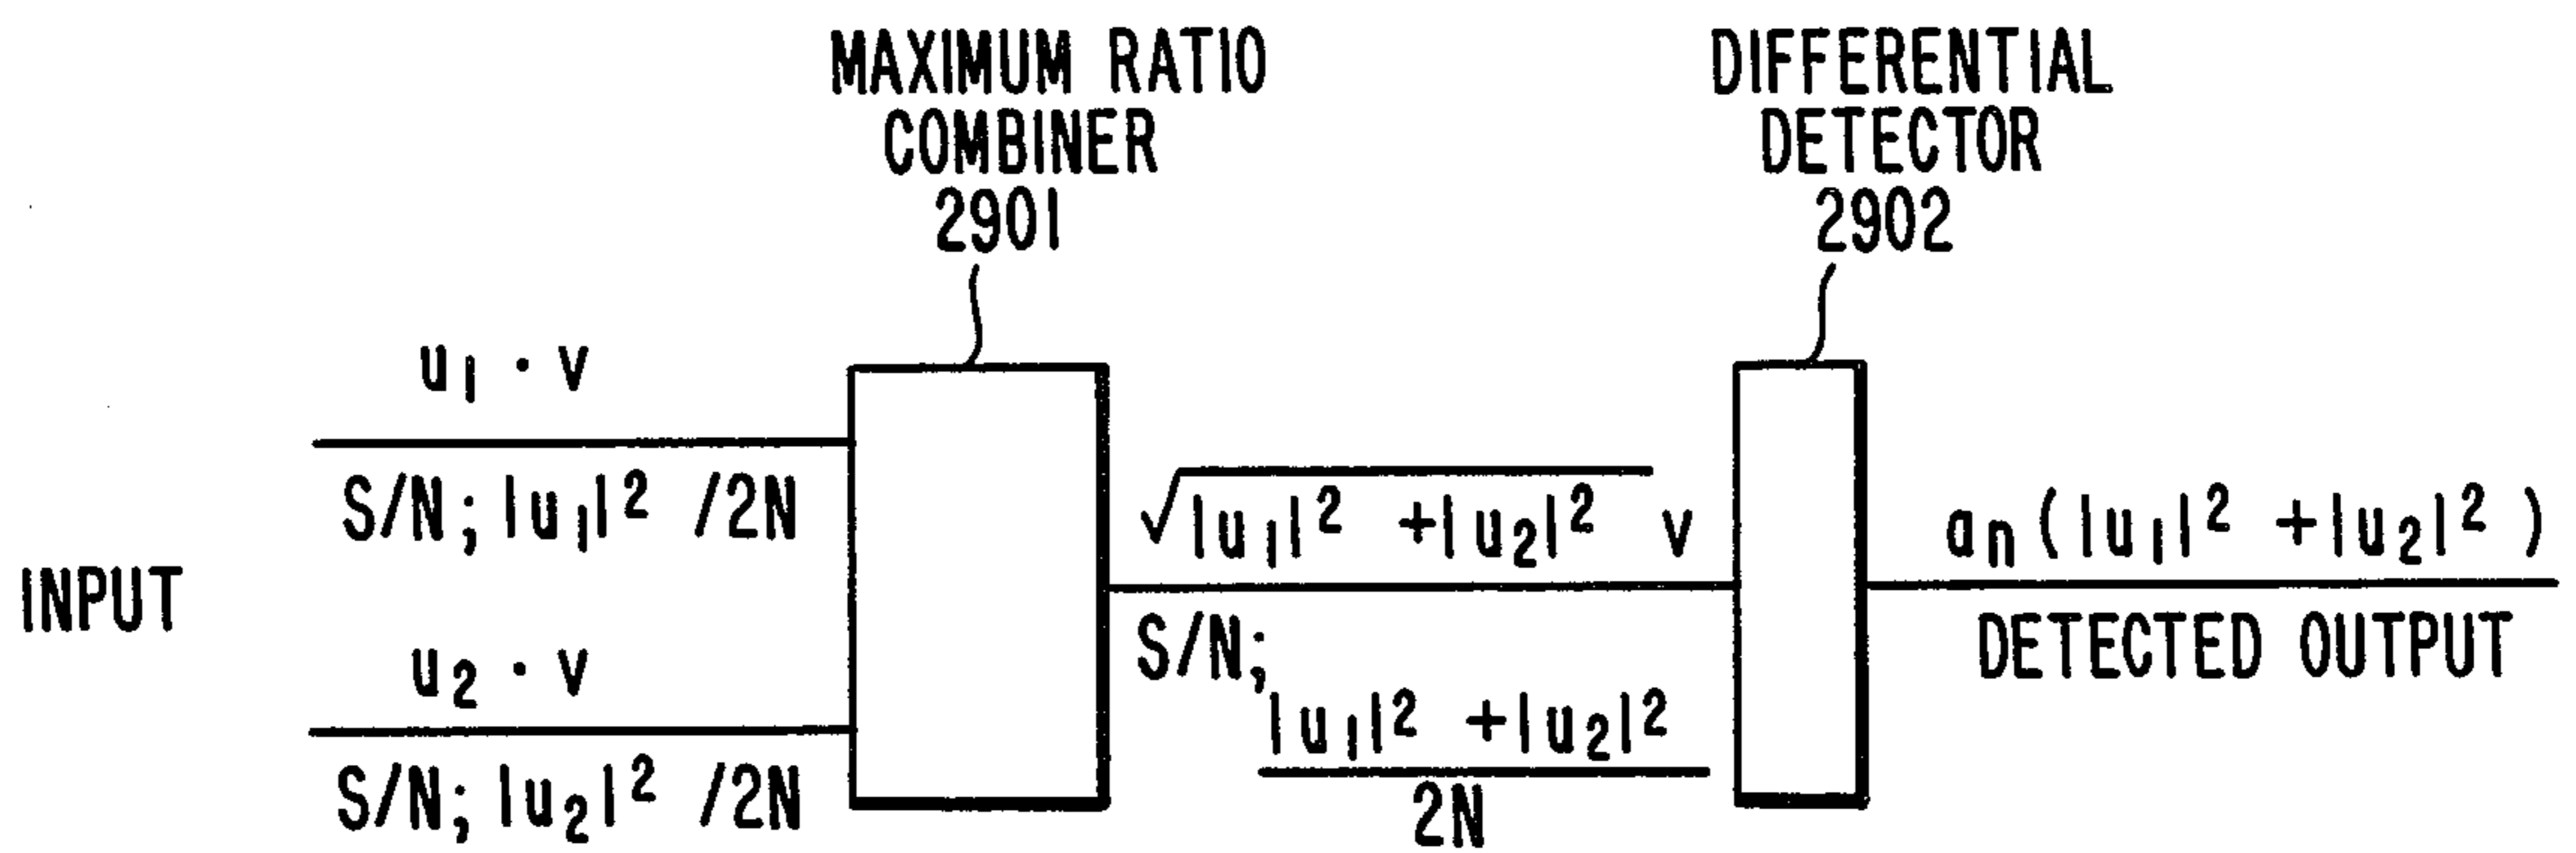 MAXIMUM RATIO
COMBINER
2901
DIFFERENTIAL
DETECTOR
2902
INPUT
u₁ · v
S/N; |u₁|² /2N
u₂ · v
S/N; |u₂|² /2N
√|u₁|² +|u₂|² v
S/N;
|u₁|² +|u₂|²
2N
aₙ(|u₁|² +|u₂|²)
DETECTED OUTPUT